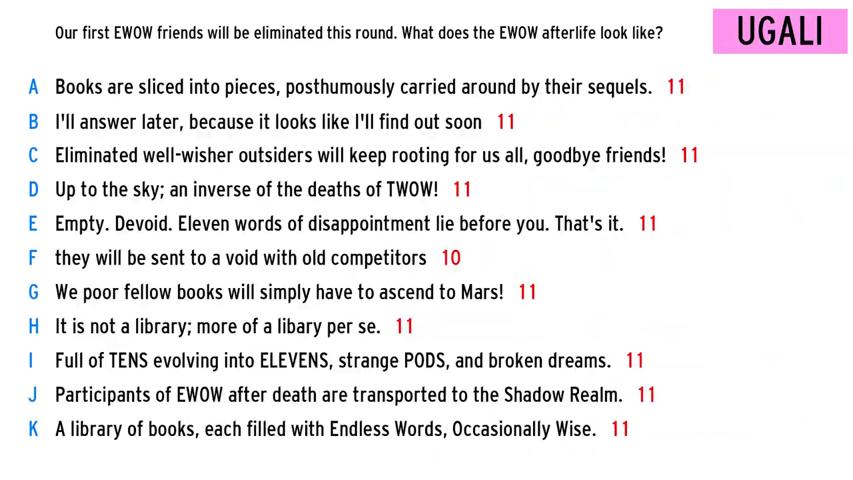 Our first EWOW friends will be eliminated this round. What does the EWOW afterlife look like?
UGALI
A Books are sliced into pieces, posthumously carried around by their sequels. 11
B I'll answer later, because it looks like I'll find out soon 11
C Eliminated well-wisher outsiders will keep rooting for us all, goodbye friends! 11
D Up to the sky; an inverse of the deaths of TWOW! 11
E Empty. Devoid. Eleven words of disappointment lie before you. That's it. 11
F they will be sent to a void with old competitors 10
G We poor fellow books will simply have to ascend to Mars! 11
H It is not a library; more of a libary per se. 11
I Full of TENS evolving into ELEVENS, strange PODS, and broken dreams. 11
J Participants of EWOW after death are transported to the Shadow Realm. 11
K A library of books, each filled with Endless Words, Occasionally Wise. 11